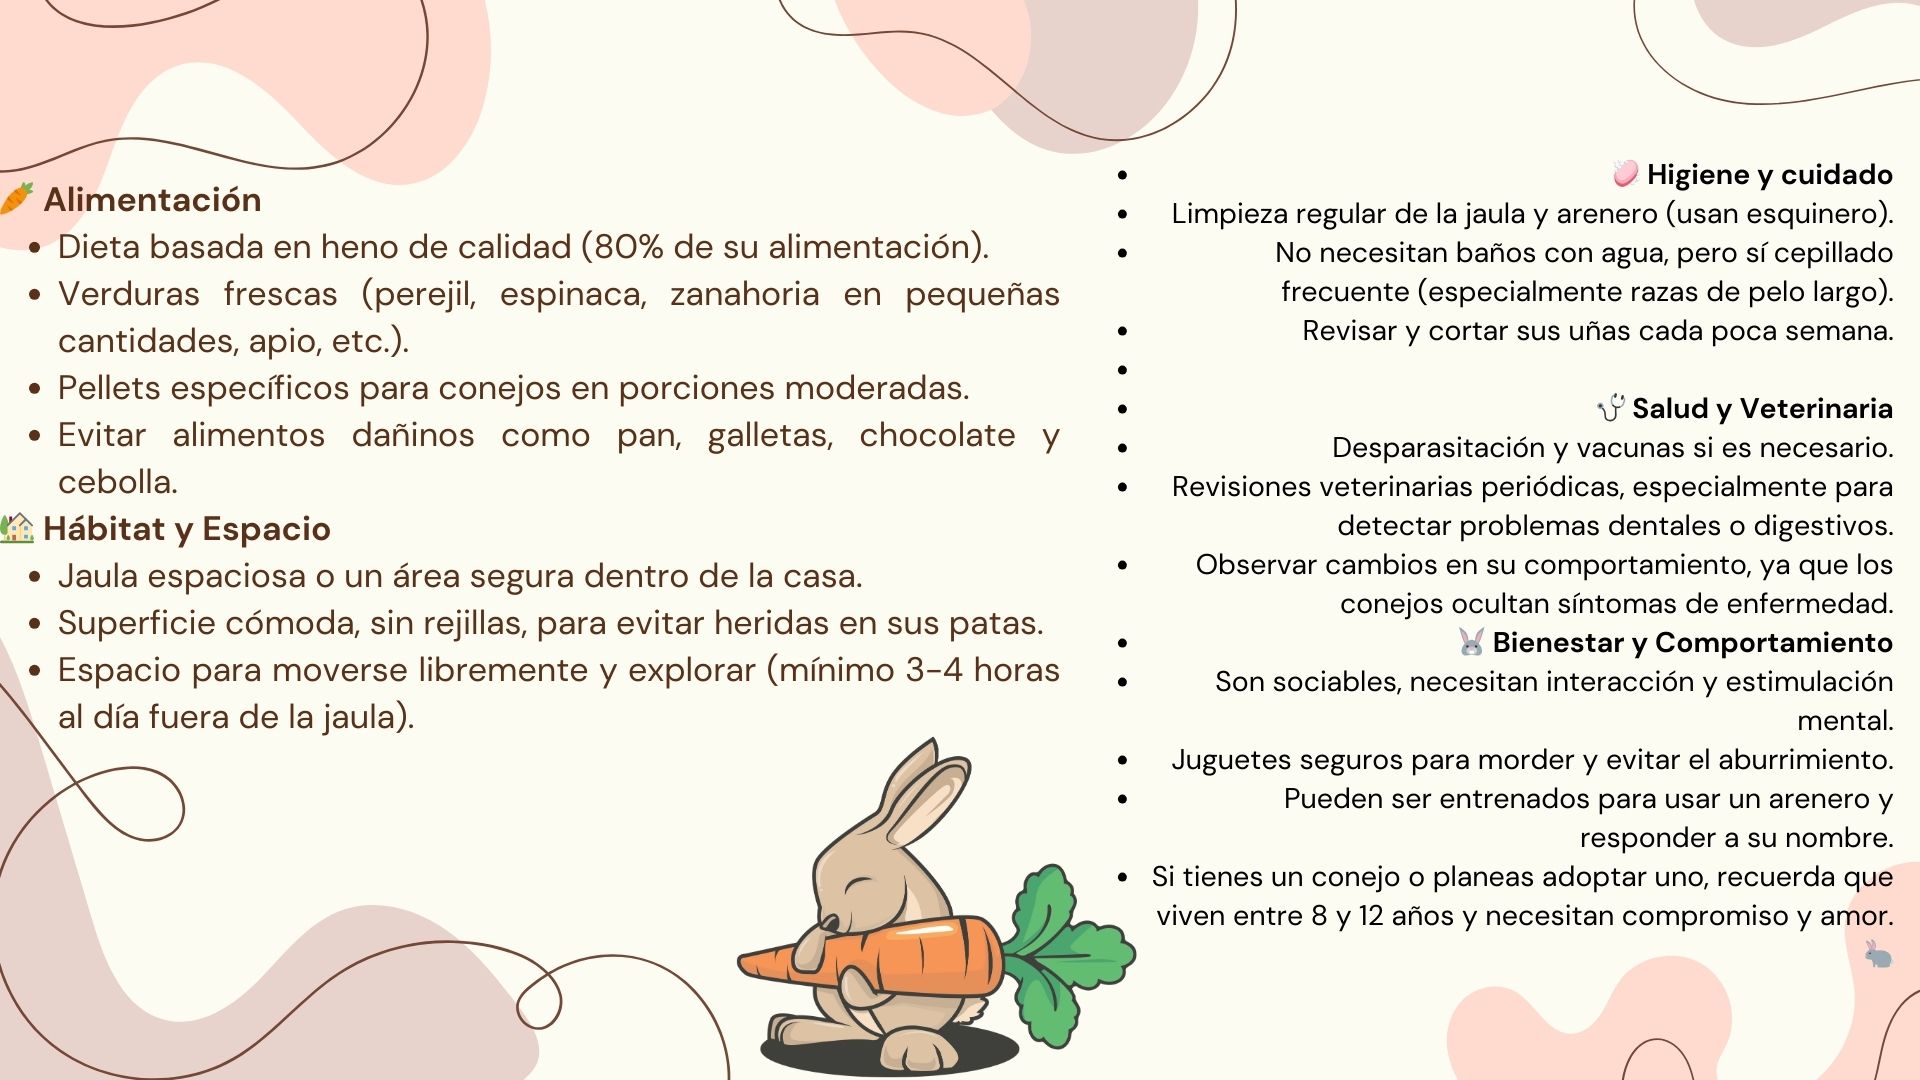 🥕 Alimentación
• Dieta basada en heno de calidad (80% de su alimentación).
• Verduras frescas (perejil, espinaca, zanahoria en pequeñas
cantidades, apio, etc.).
• Pellets específicos para conejos en porciones moderadas.
• Evitar alimentos dañinos como pan, galletas, chocolate y
cebolla.
🏡 Hábitat y Espacio
• Jaula espaciosa o un área segura dentro de la casa.
• Superficie cómoda, sin rejillas, para evitar heridas en sus patas.
• Espacio para moverse libremente y explorar (mínimo 3-4 horas
al día fuera de la jaula).
• 🧼 Higiene y cuidado
• Limpieza regular de la jaula y arenero (usan esquinero).
• No necesitan baños con agua, pero sí cepillado
frecuente (especialmente razas de pelo largo).
• Revisar y cortar sus uñas cada poca semana.
•
• 🩺 Salud y Veterinaria
• Desparasitación y vacunas si es necesario.
• Revisiones veterinarias periódicas, especialmente para
detectar problemas dentales o digestivos.
• Observar cambios en su comportamiento, ya que los
conejos ocultan síntomas de enfermedad.
• 🐰 Bienestar y Comportamiento
• Son sociables, necesitan interacción y estimulación
mental.
• Juguetes seguros para morder y evitar el aburrimiento.
• Pueden ser entrenados para usar un arenero y
responder a su nombre.
• Si tienes un conejo o planeas adoptar uno, recuerda que
viven entre 8 y 12 años y necesitan compromiso y amor.
🐇